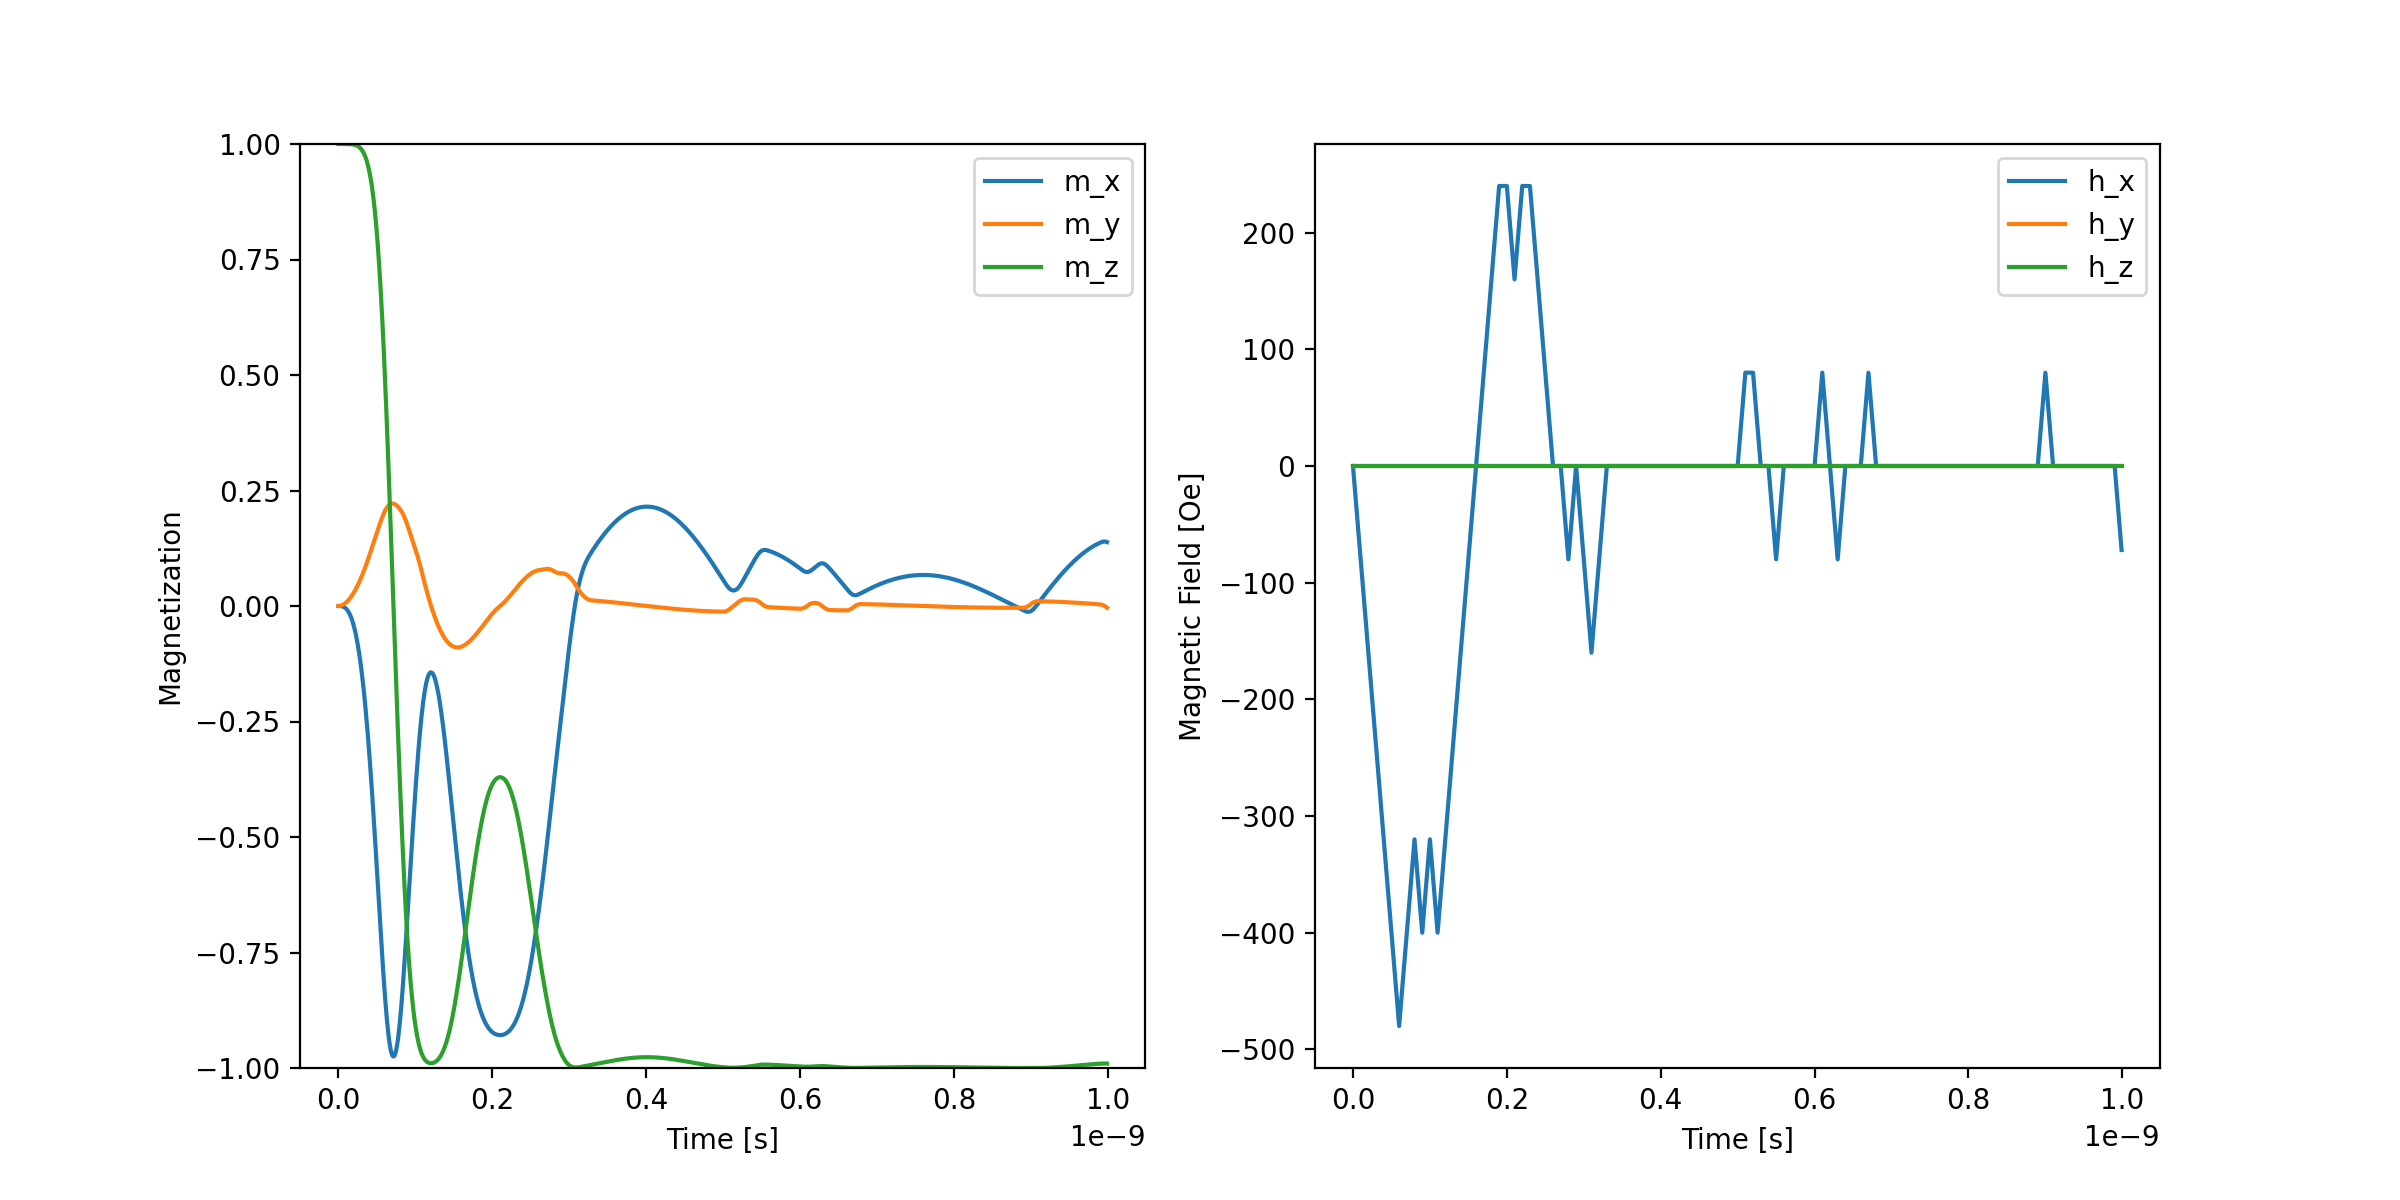 1.00
0.75
0.50
0.25
0.00
−0.25
−0.50
−0.75
−1.00
Magnetization
0.0 0.2 0.4 0.6 0.8 1.0
1e−9
Time [s]
m_x
m_y
m_z
200
100
0
−100
−200
−300
−400
−500
Magnetic Field [Oe]
0.0 0.2 0.4 0.6 0.8 1.0
1e−9
Time [s]
h_x
h_y
h_z